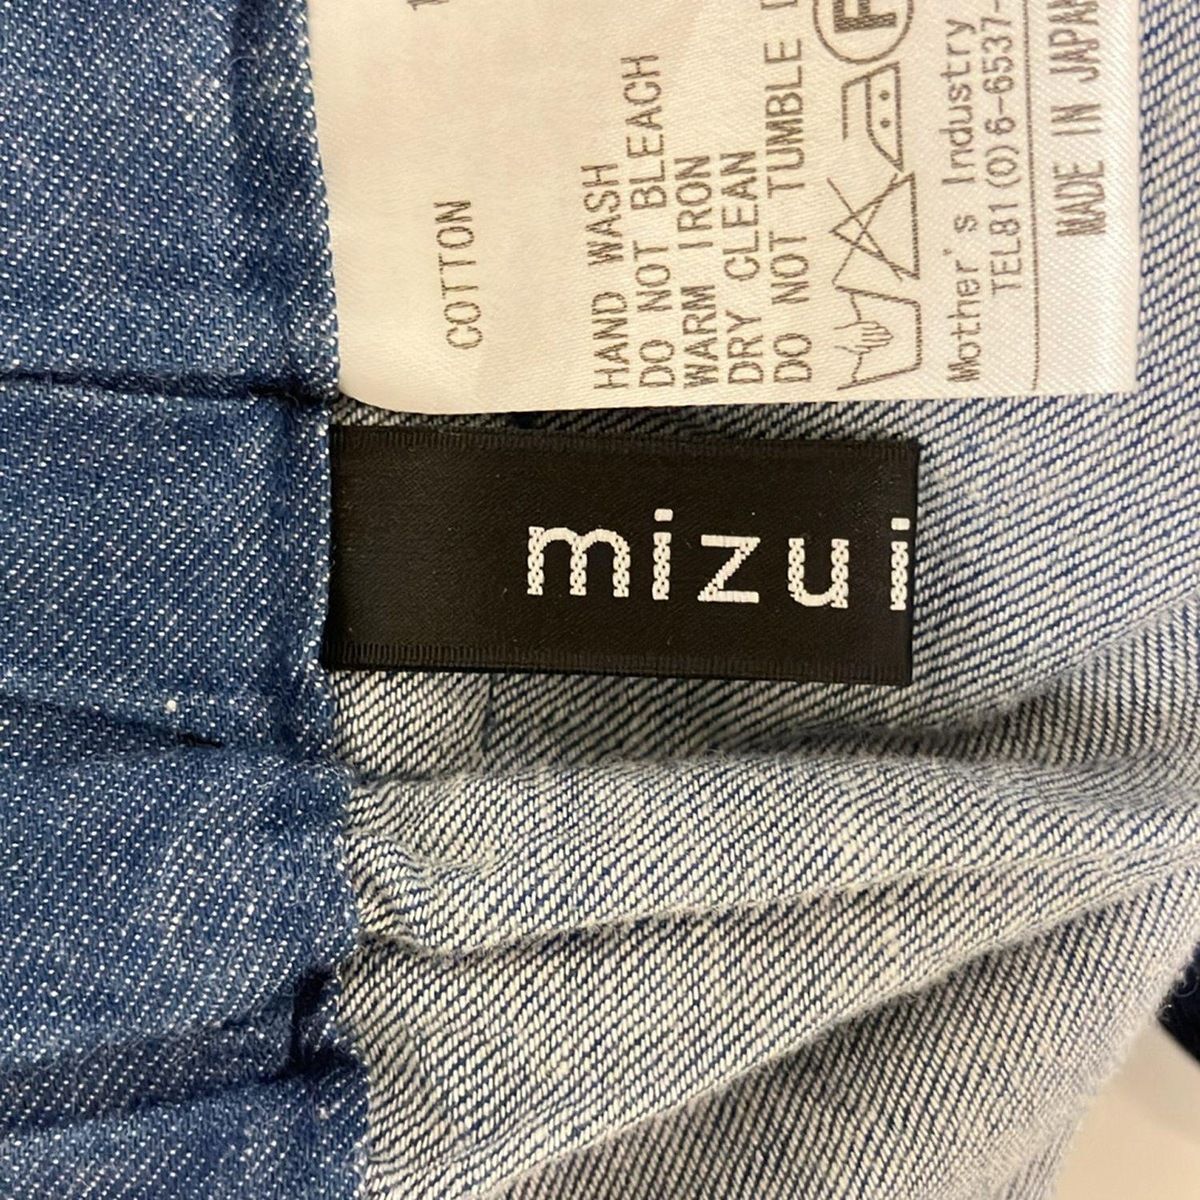 COTTON
HAND WASH
DO NOT BLEACH
WARM IRON
DRY CLEAN
DO NOT TUMBLE
F
Mother's Industry
TEL81(0)6-6537-
MADE IN JAPAN
mizui